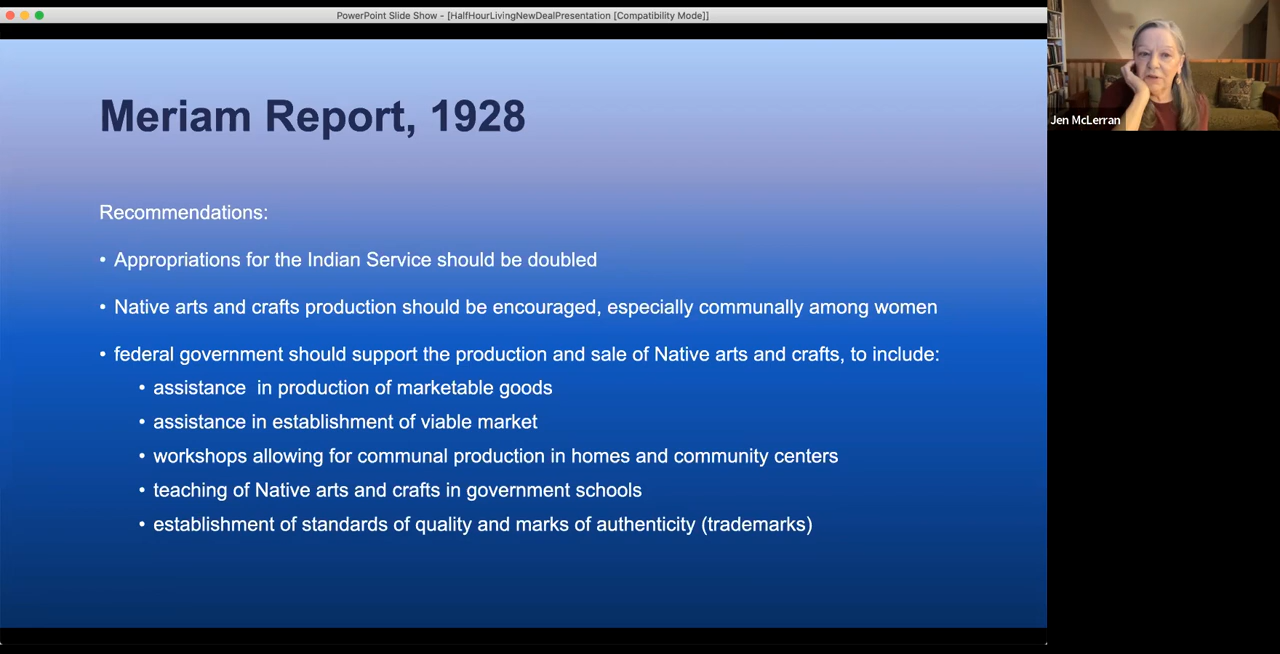 PowerPoint Slide Show - [HalfHourLivingNewDealPresentation [Compatibility Mode]]
Meriam Report, 1928
Jen McLerran
Recommendations:
• Appropriations for the Indian Service should be doubled
• Native arts and crafts production should be encouraged, especially communally among women
• federal government should support the production and sale of Native arts and crafts, to include:
• assistance  in production of marketable goods
• assistance in establishment of viable market
• workshops allowing for communal production in homes and community centers
• teaching of Native arts and crafts in government schools
• establishment of standards of quality and marks of authenticity (trademarks)